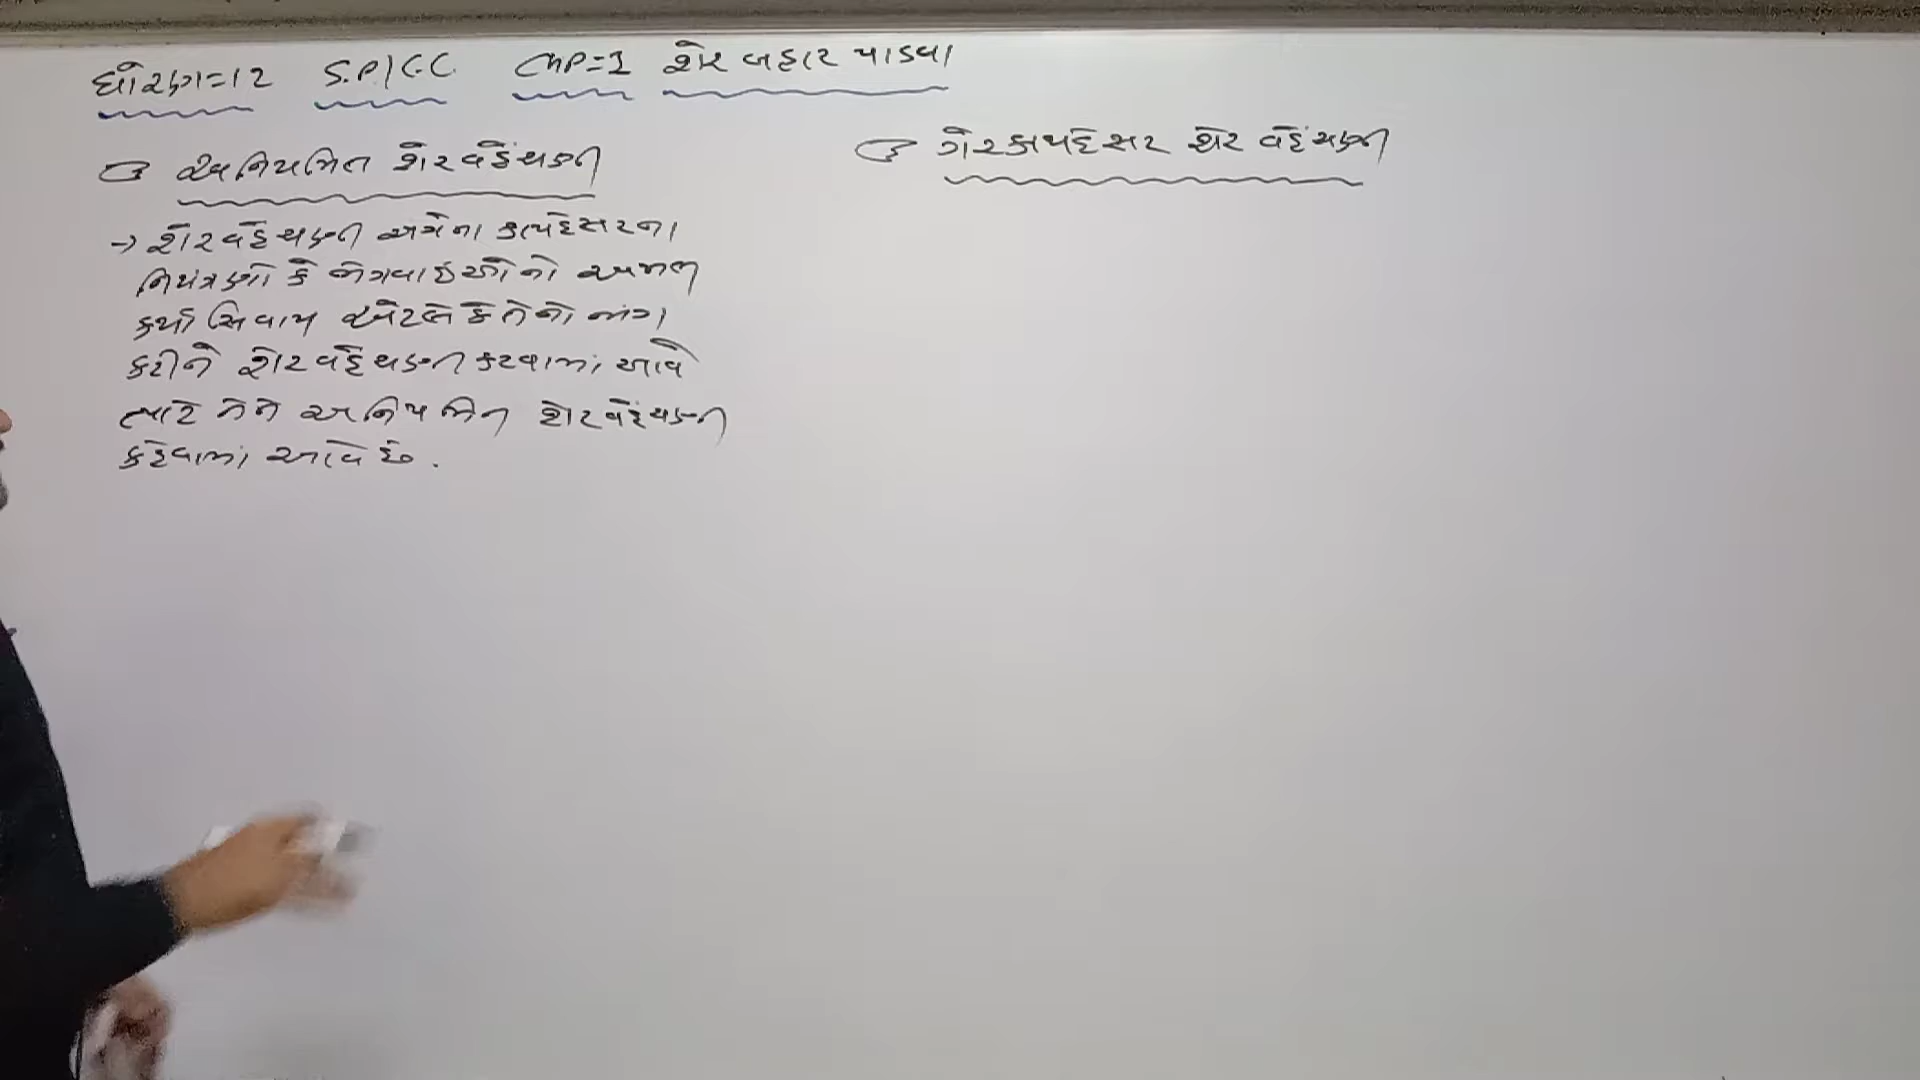 ધોરણ=12 S.P/C.C. CHP=1 શેર બહાર પાડવા
અનિયમિત શેરવહેંચણી
→ શેરવહેંચણી અંગેના કાયદેસરના
નિયંત્રણો કે જોગવાઈઓનો અમલ
કર્યા સિવાય એટલે કે તેનો ભંગ
કરીને શેરવહેંચણી કરવામાં આવે
ત્યારે તેને અનિયમિત શેરવહેંચણી
કહેવામાં આવે છે.
ગેરકાયદેસર શેર વહેંચણી